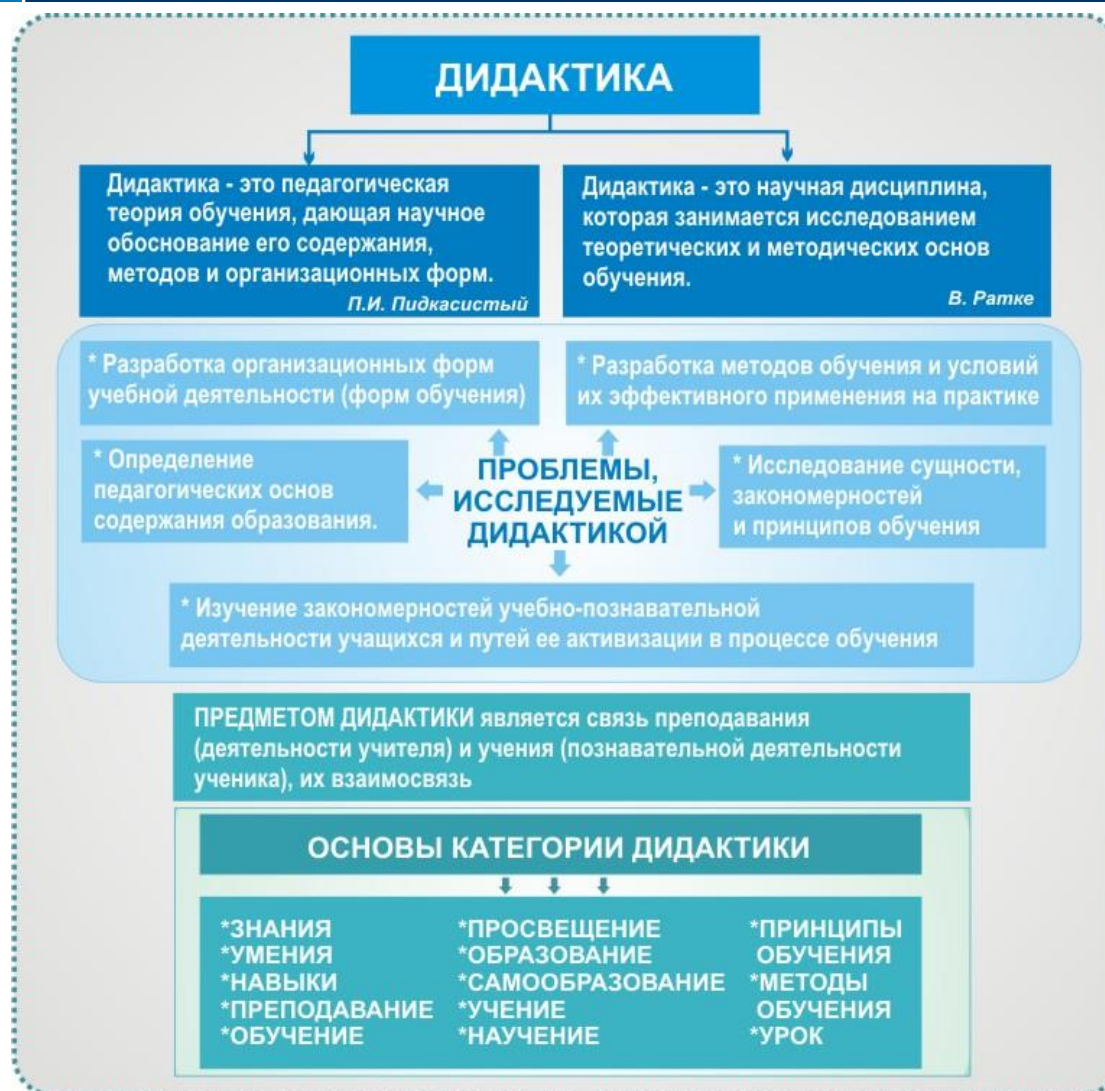 ДИДАКТИКА
Дидактика - это педагогическая
теория обучения, дающая научное
обоснование его содержания,
методов и организационных форм.
П.И. Пидкасистый
Дидактика - это научная дисциплина,
которая занимается исследованием
теоретических и методических основ
обучения.
В. Ратке
* Разработка организационных форм
учебной деятельности (форм обучения)
* Разработка методов обучения и условий
их эффективного применения на практике
* Определение
педагогических основ
содержания образования.
ПРОБЛЕМЫ,
ИССЛЕДУЕМЫЕ
ДИДАКТИКОЙ
* Исследование сущности,
закономерностей
и принципов обучения
* Изучение закономерностей учебно-познавательной
деятельности учащихся и путей ее активизации в процессе обучения
ПРЕДМЕТОМ ДИДАКТИКИ является связь преподавания
(деятельности учителя) и учения (познавательной деятельности
ученика), их взаимосвязь
ОСНОВЫ КАТЕГОРИИ ДИДАКТИКИ
*ЗНАНИЯ
*УМЕНИЯ
*НАВЫКИ
*ПРЕПОДАВАНИЕ
*ОБУЧЕНИЕ
*ПРОСВЕЩЕНИЕ
*ОБРАЗОВАНИЕ
*САМООБРАЗОВАНИЕ
*УЧЕНИЕ
*НАУЧЕНИЕ
*ПРИНЦИПЫ
ОБУЧЕНИЯ
*МЕТОДЫ
ОБУЧЕНИЯ
*УРОК